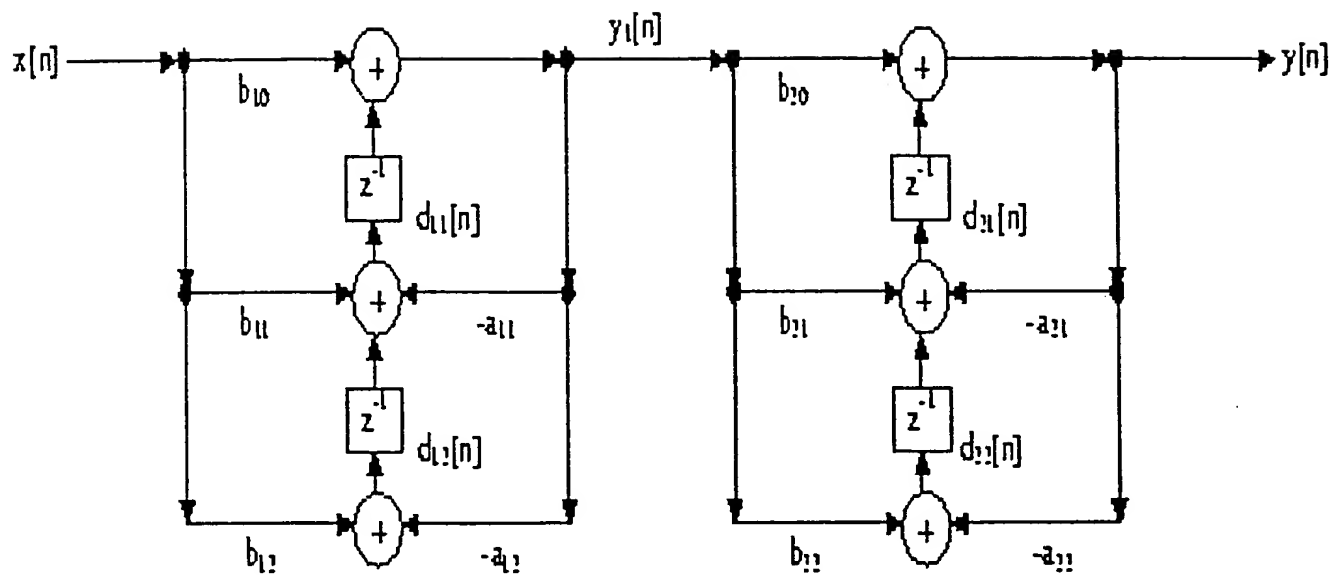 x[n] y₁[n] y[n]
+ +
b₁₀ b₂₀
z⁻¹ z⁻¹
d₁₁[n] d₂₁[n]
+ +
b₁₁ -a₁₁ b₂₁ -a₂₁
z⁻¹ z⁻¹
d₁₂[n] d₂₂[n]
+ +
b₁₂ -a₁₂ b₂₂ -a₂₂